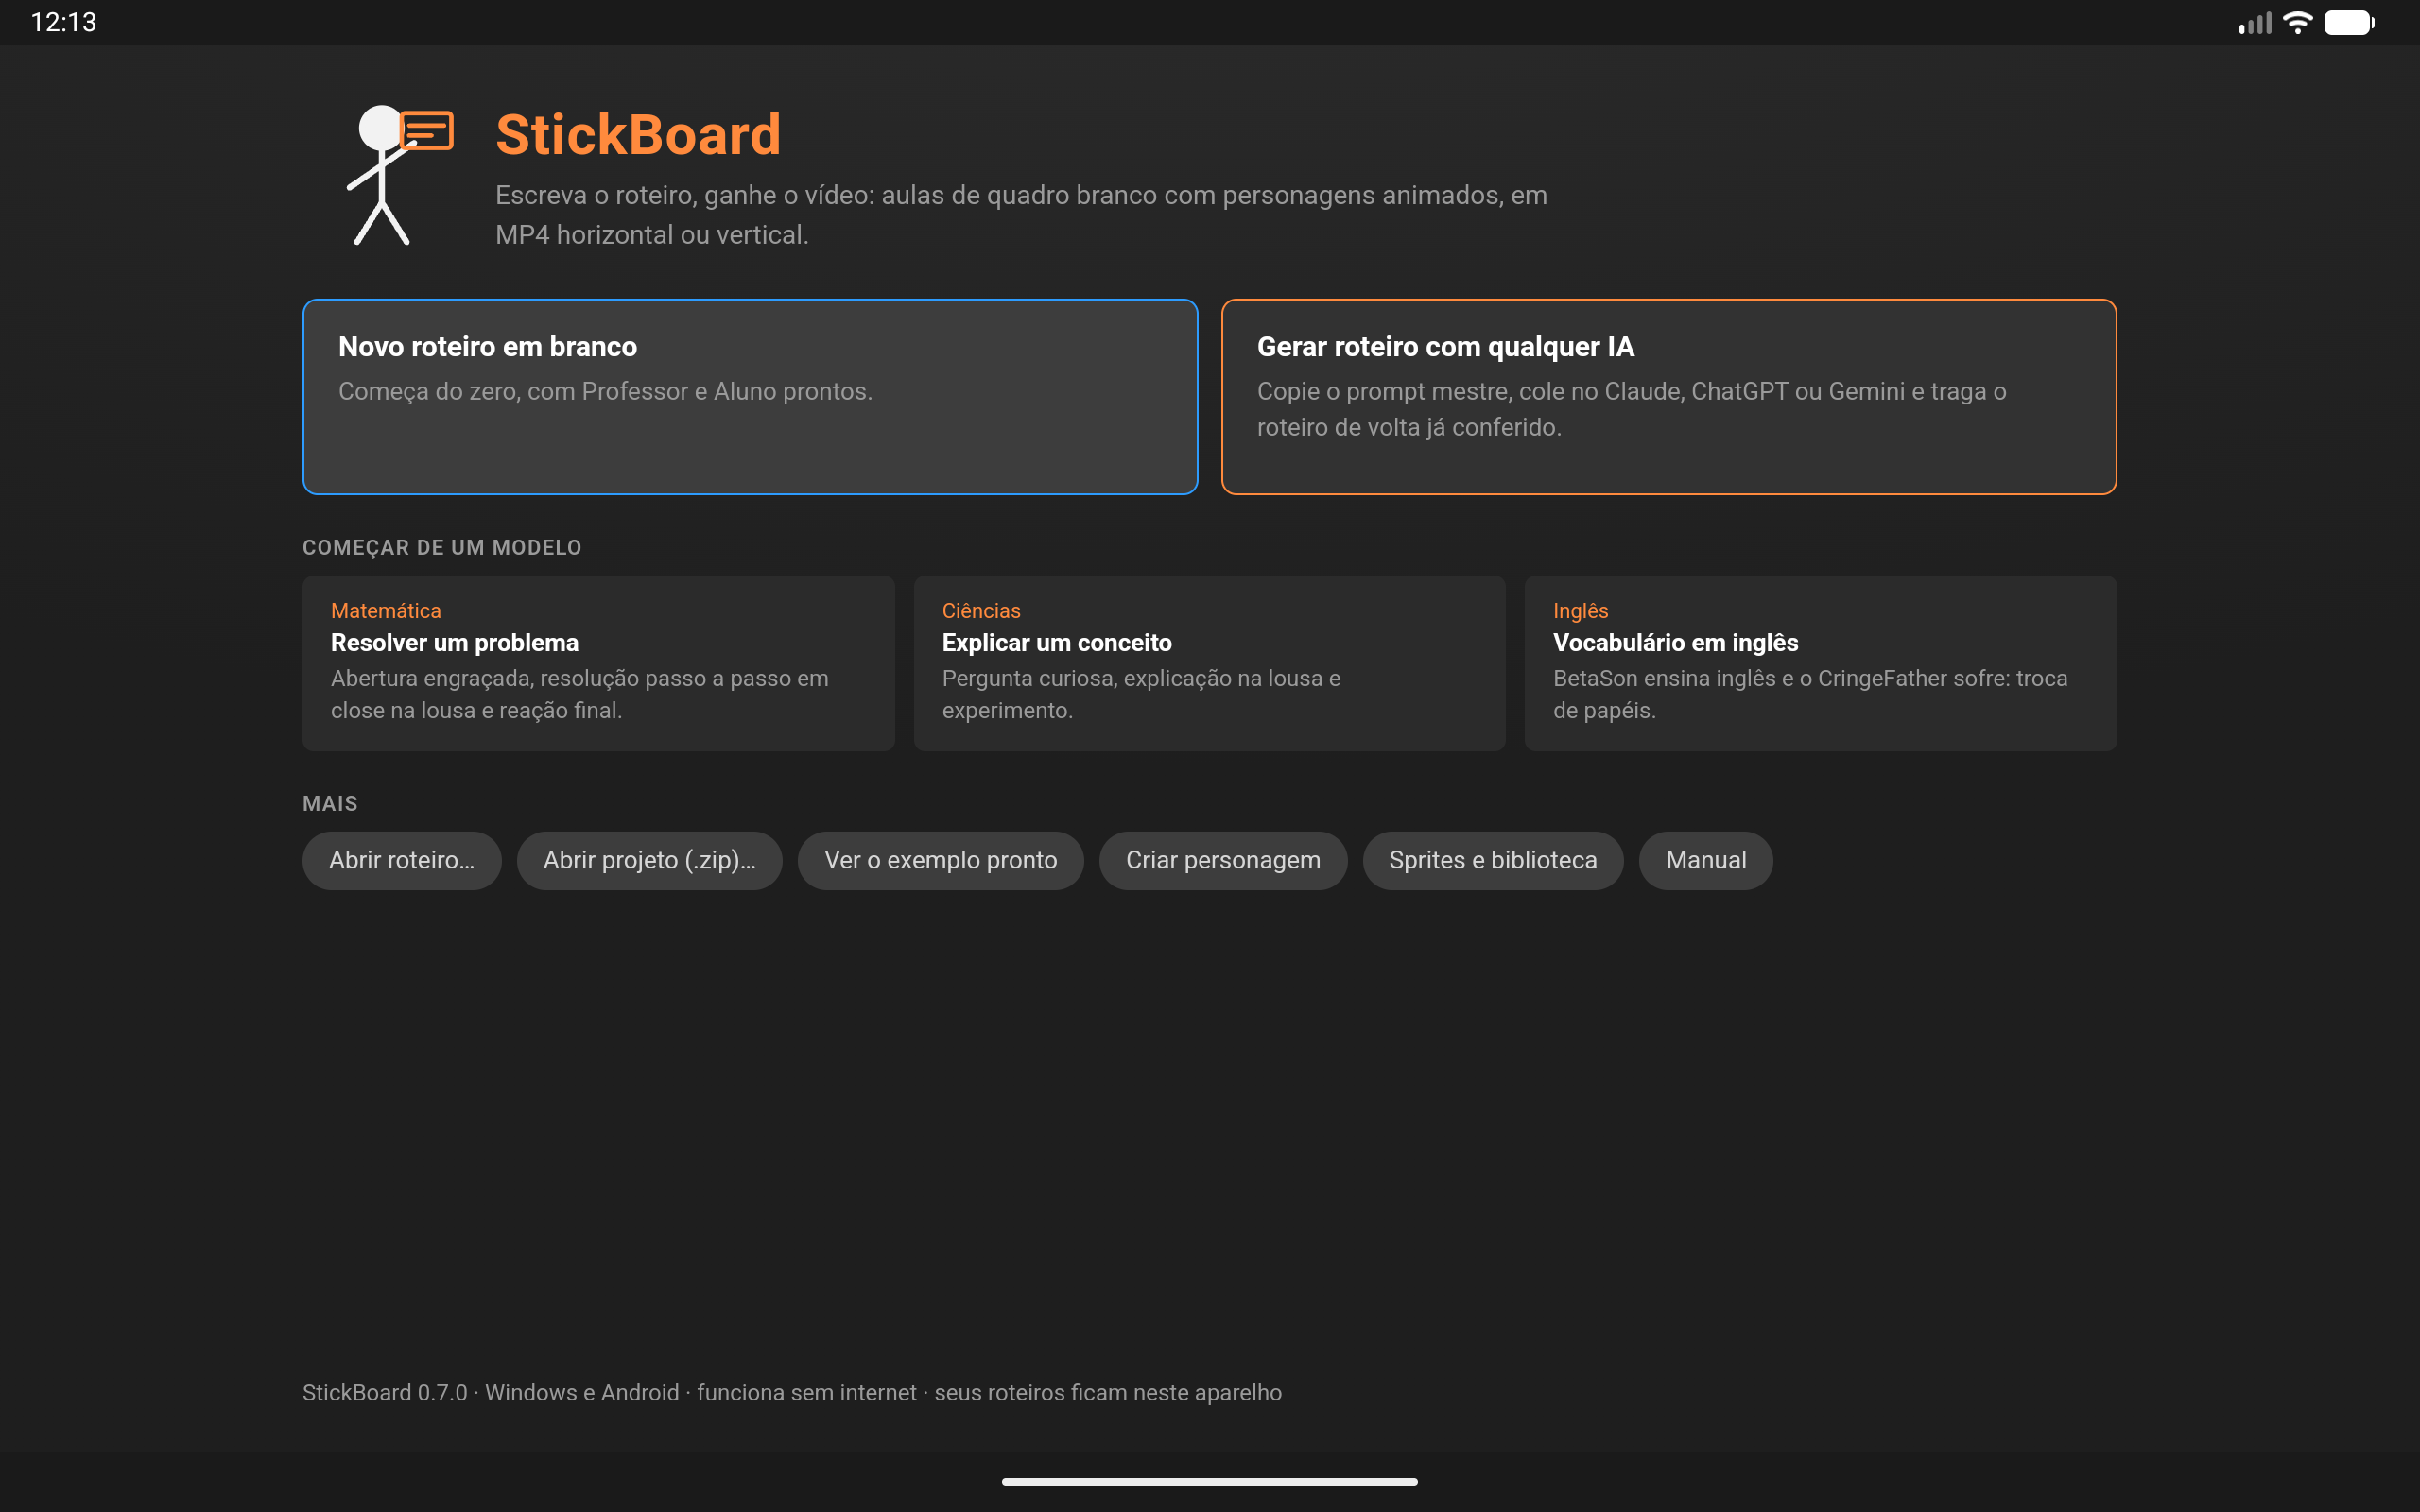 12:13
StickBoard
Escreva o roteiro, ganhe o vídeo: aulas de quadro branco com personagens animados, em
MP4 horizontal ou vertical.
Novo roteiro em branco
Começa do zero, com Professor e Aluno prontos.
Gerar roteiro com qualquer IA
Copie o prompt mestre, cole no Claude, ChatGPT ou Gemini e traga o
roteiro de volta já conferido.
COMEÇAR DE UM MODELO
Matemática
Resolver um problema
Abertura engraçada, resolução passo a passo em
close na lousa e reação final.
Ciências
Explicar um conceito
Pergunta curiosa, explicação na lousa e
experimento.
Inglês
Vocabulário em inglês
BetaSon ensina inglês e o CringeFather sofre: troca
de papéis.
MAIS
Abrir roteiro...
Abrir projeto (.zip)...
Ver o exemplo pronto
Criar personagem
Sprites e biblioteca
Manual
StickBoard 0.7.0 · Windows e Android · funciona sem internet · seus roteiros ficam neste aparelho